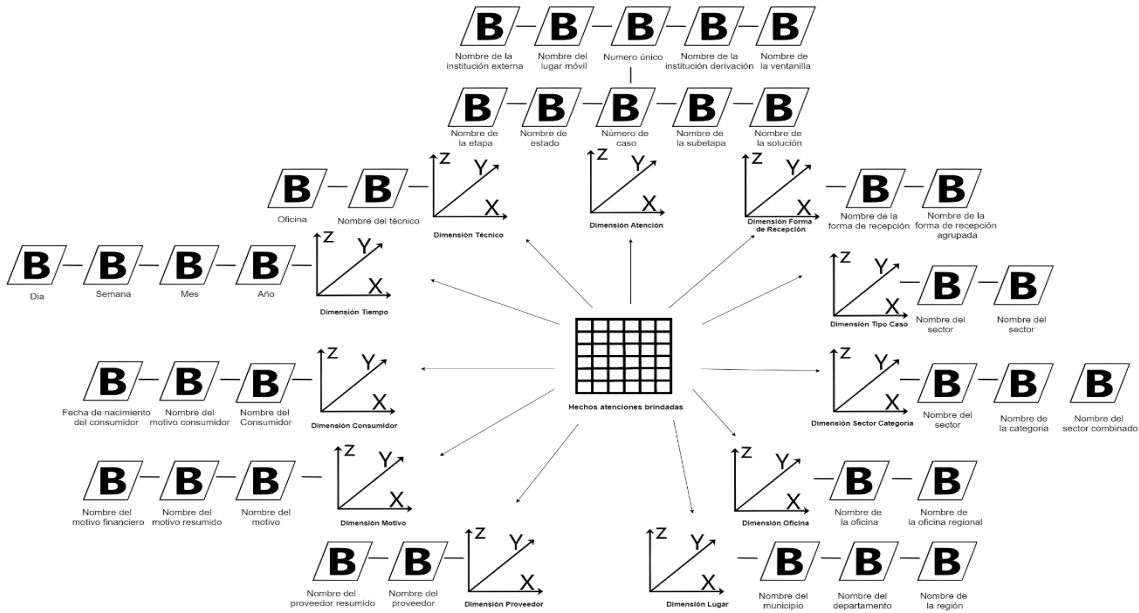 B B B B B
Nombre de la Nombre del Numero único Nombre de la Nombre de
institución externa lugar móvil institución derivación la ventanilla
B B B B B
Nombre de Nombre de Número de Nombre de Nombre de
la etapa estado caso la subetapa la solución
B B Z Y X Z Y X Z Y X B B
Oficina Nombre del técnico
Dimensión Técnico
Dimensión Atención
Dimensión Forma
de Recepción
Nombre de la Nombre de la
forma de recepción forma de recepción
agrupada
B B B B Z Y X
Dia Semana Mes Año
Dimensión Tiempo
Z Y X B B
Dimensión Tipo Caso
Nombre del Nombre del
sector sector
Hechos atenciones brindadas
B B B Z Y X
Fecha de nacimiento Nombre del Nombre del
del consumidor motivo consumidor Consumidor
Dimensión Consumidor
Z Y X B B B
Dimensión Sector Categoria
Nombre del Nombre de Nombre del
sector la categoria sector combinado
B B B Z Y X
Nombre del Nombre del Nombre del
motivo financiero motivo resumido motivo
Dimensión Motivo
Z Y X B B
Dimensión Oficina
Nombre de Nombre de
la oficina la oficina regional
B B Z Y X
Nombre del Nombre del
proveedor resumido proveedor
Dimensión Proveedor
Z Y X B B B
Dimensión Lugar
Nombre del Nombre del Nombre de
municipio departamento la región